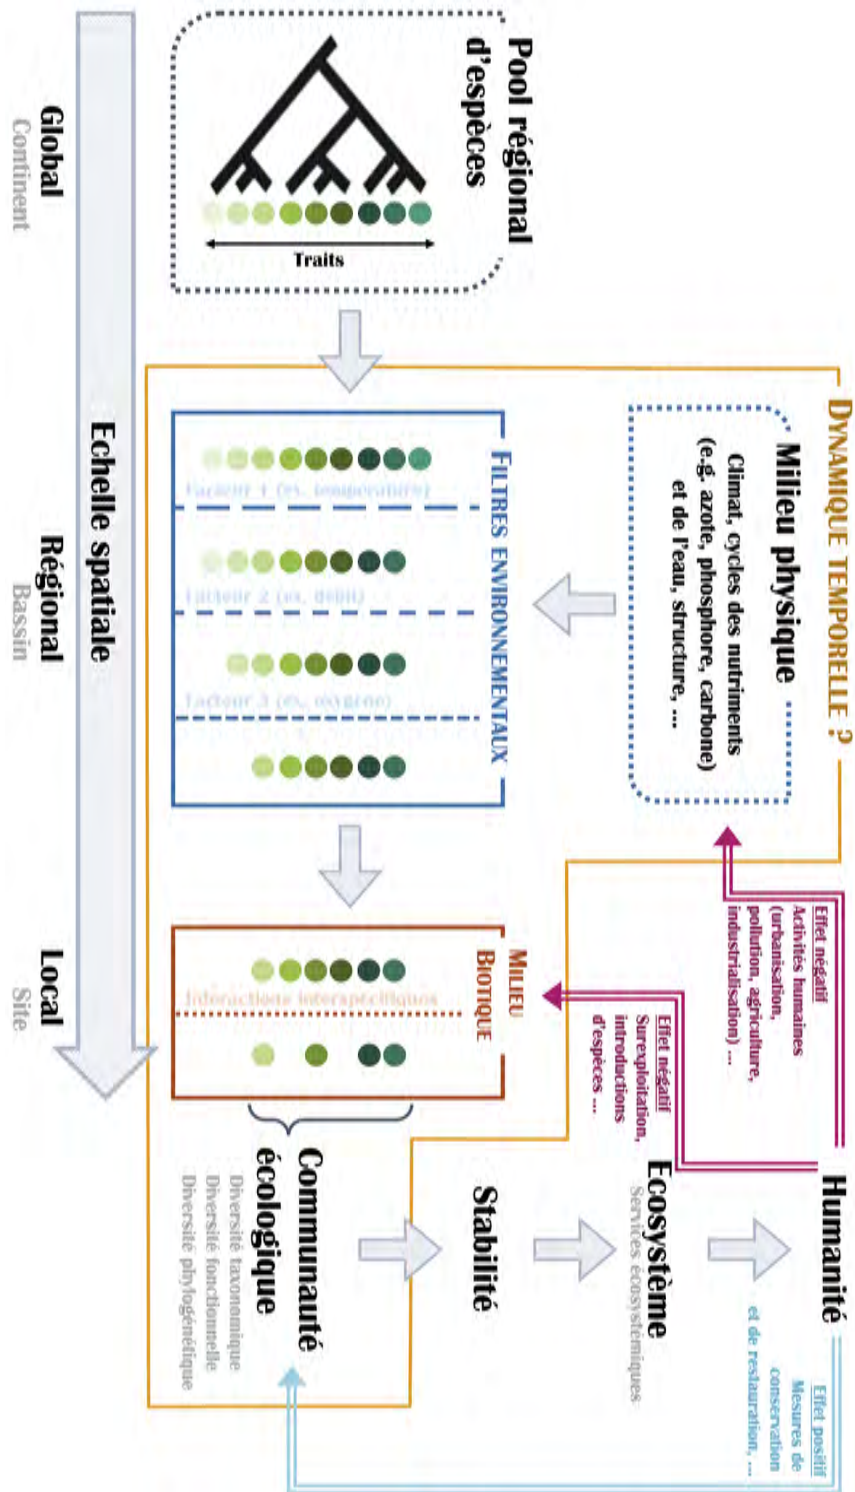 DYNAMIQUE TEMPORELLE ?
Milieu physique
Climat, cycles des nutriments
(e.g. azote, phosphore, carbone)
et de l'eau, structure, ...
Effet négatif
Activités humaines
(urbanisation,
pollution, agriculture,
industrialisation) ...
Humanité
Effet positif
Mesures de
conservation
et de restauration, ...
Effet négatif
Surexploitation,
introductions
d'espèces ...
Ecosystème
Services écosystémiques
Stabilité
Pool régional
d'espèces
Traits
FILTRES ENVIRONNEMENTAUX
Facteur 1 (ex. température)
Facteur 2 (ex. débit)
Facteur 3 (ex. oxygène)
MILIEU
BIOTIQUE
Interactions interspécifiques
Communauté
écologique
Diversité taxonomique
Diversité fonctionnelle
Diversité phylogénétique
Echelle spatiale
Global
Continent
Régional
Bassin
Local
Site